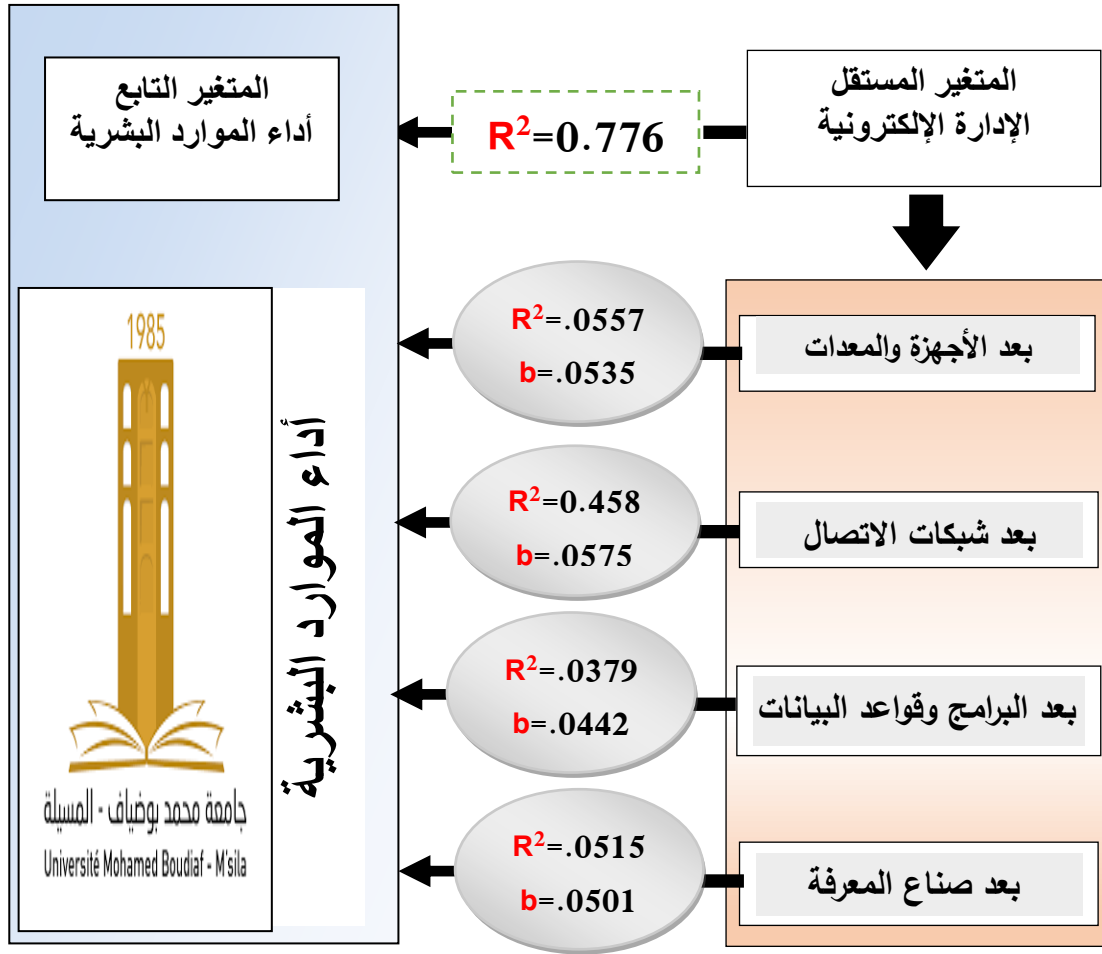 المتغير المستقل
الإدارة الإلكترونية
R²=0.776
المتغير التابع
أداء الموارد البشرية
بعد الأجهزة والمعدات
R²=.0557
b=.0535
بعد شبكات الاتصال
R²=0.458
b=.0575
بعد البرامج وقواعد البيانات
R²=.0379
b=.0442
بعد صناع المعرفة
R²=.0515
b=.0501
أداء الموارد البشرية
1985
جامعة محمد بوضياف - المسيلة
Université Mohamed Boudiaf - M'sila